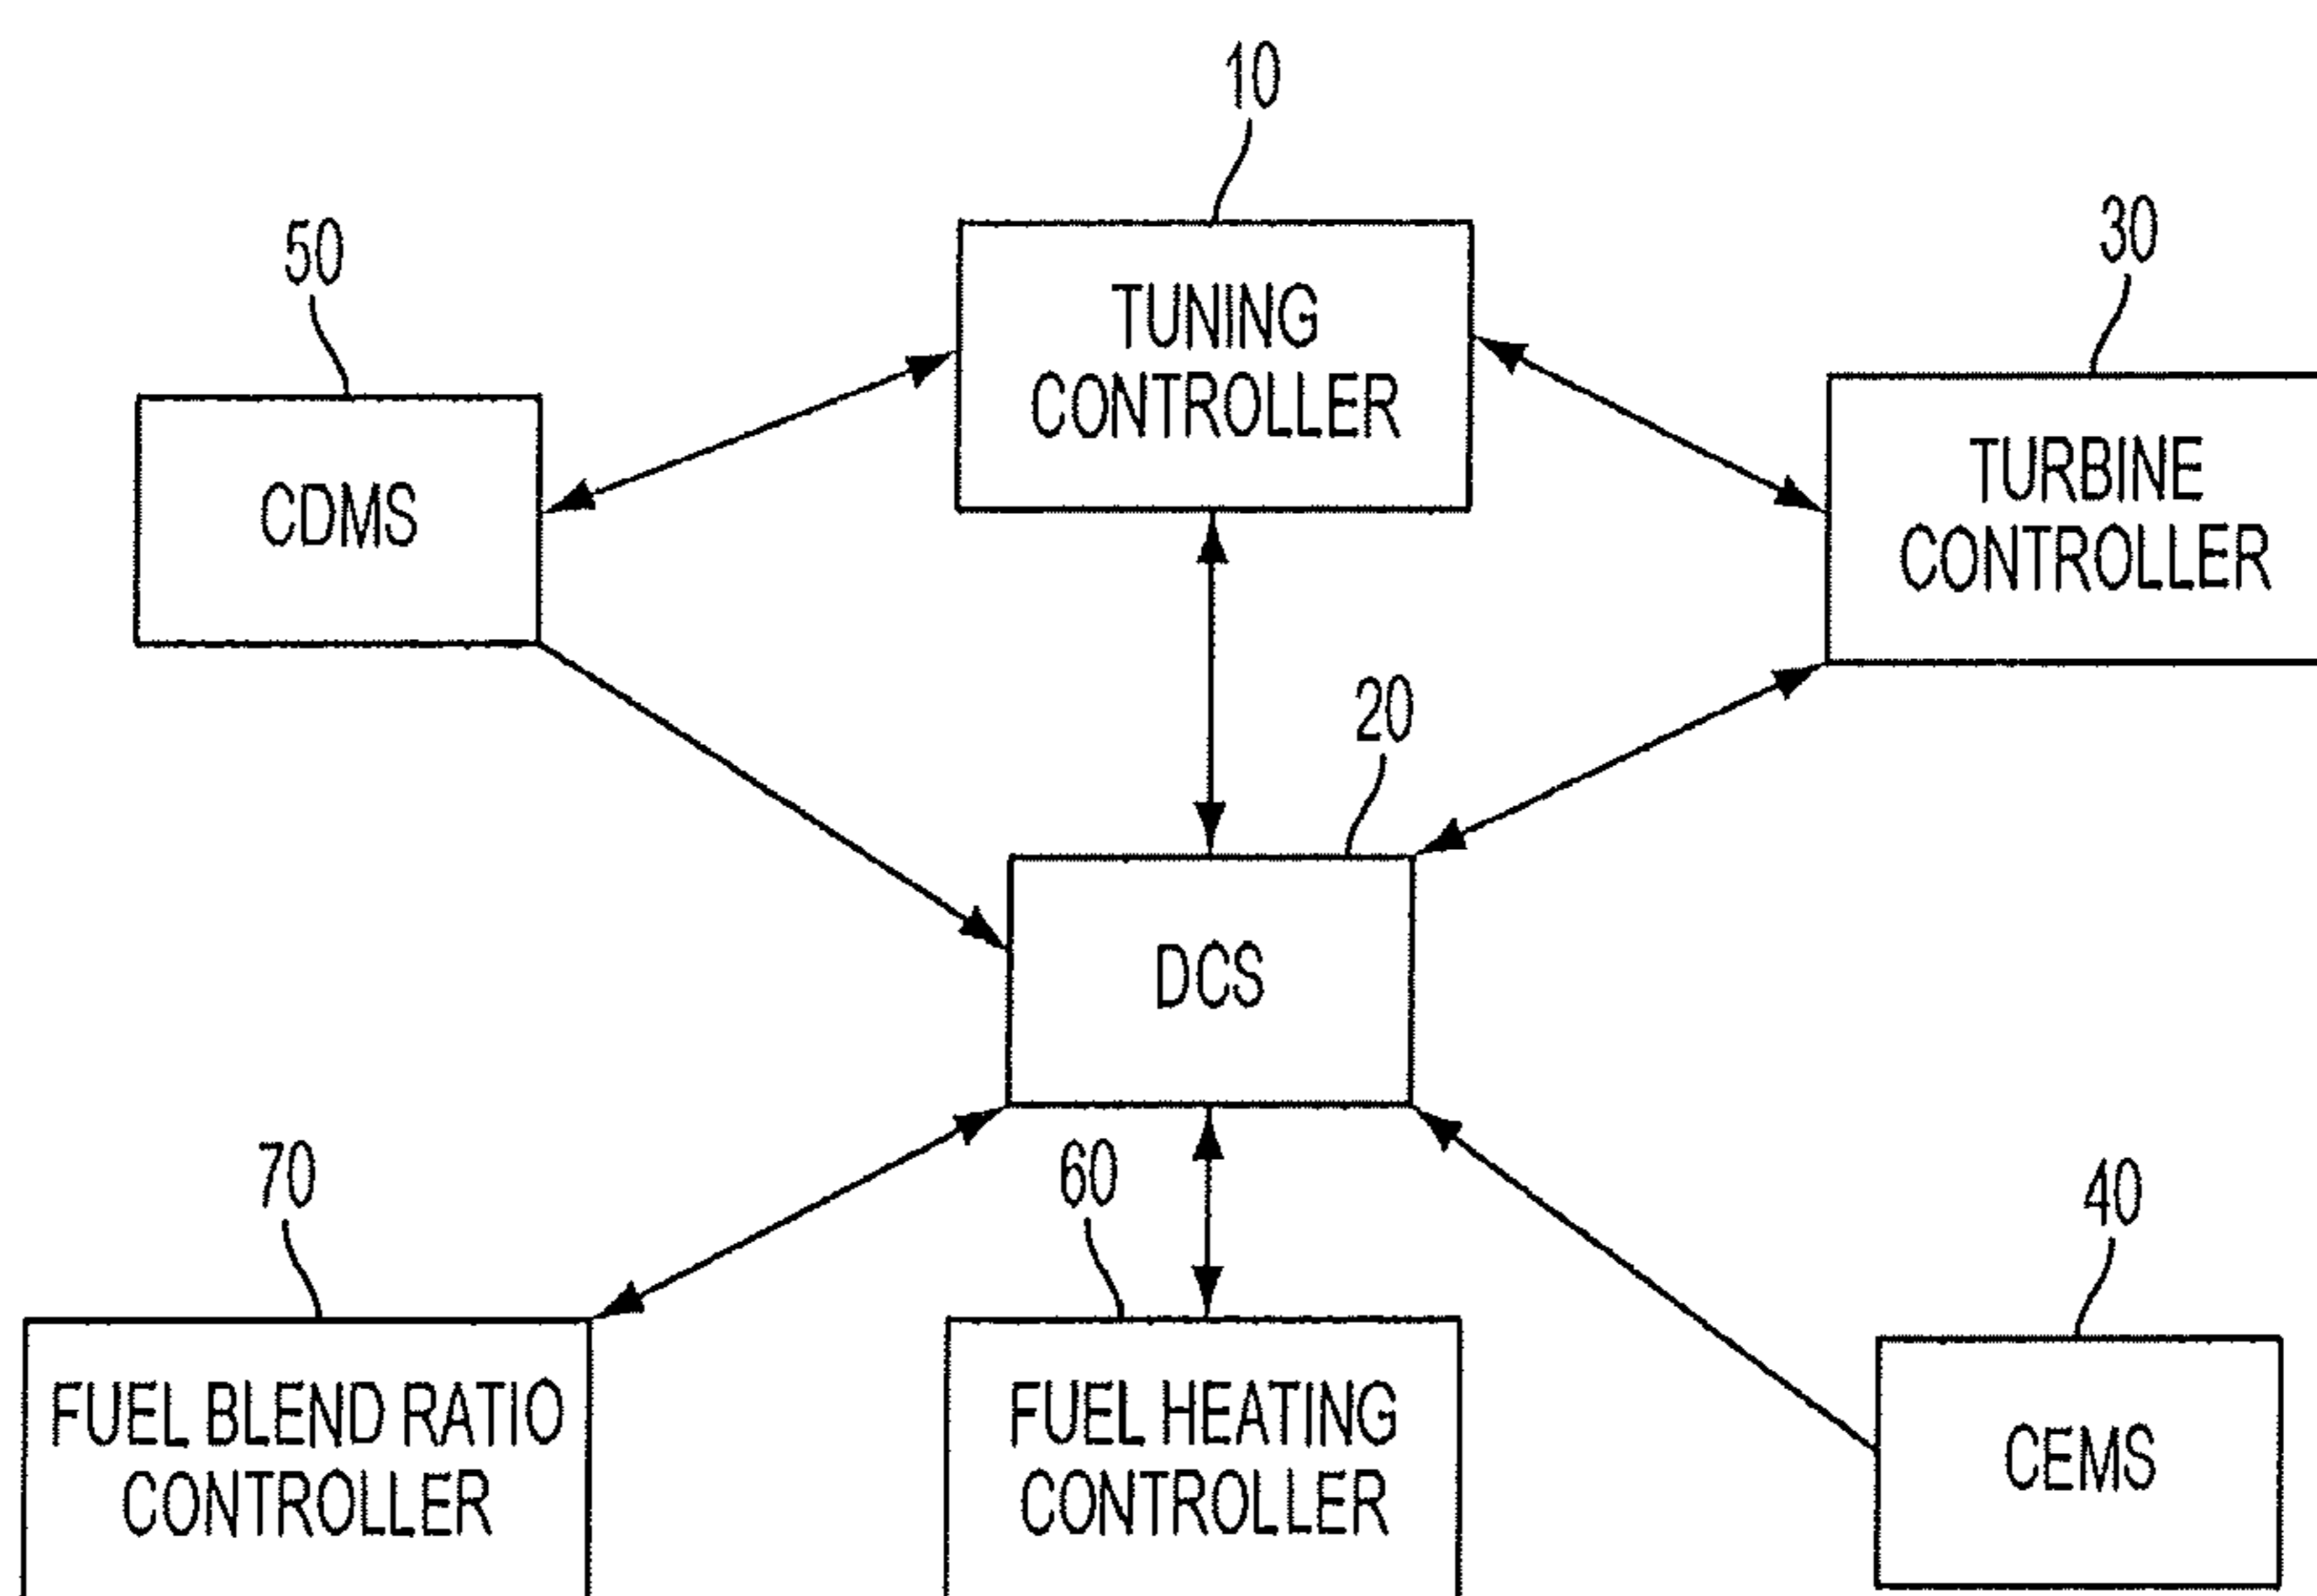 10
50
30
TUNING
CONTROLLER
CDMS
TURBINE
CONTROLLER
20
DCS
70
60
40
FUEL BLEND RATIO
CONTROLLER
FUEL HEATING
CONTROLLER
CEMS